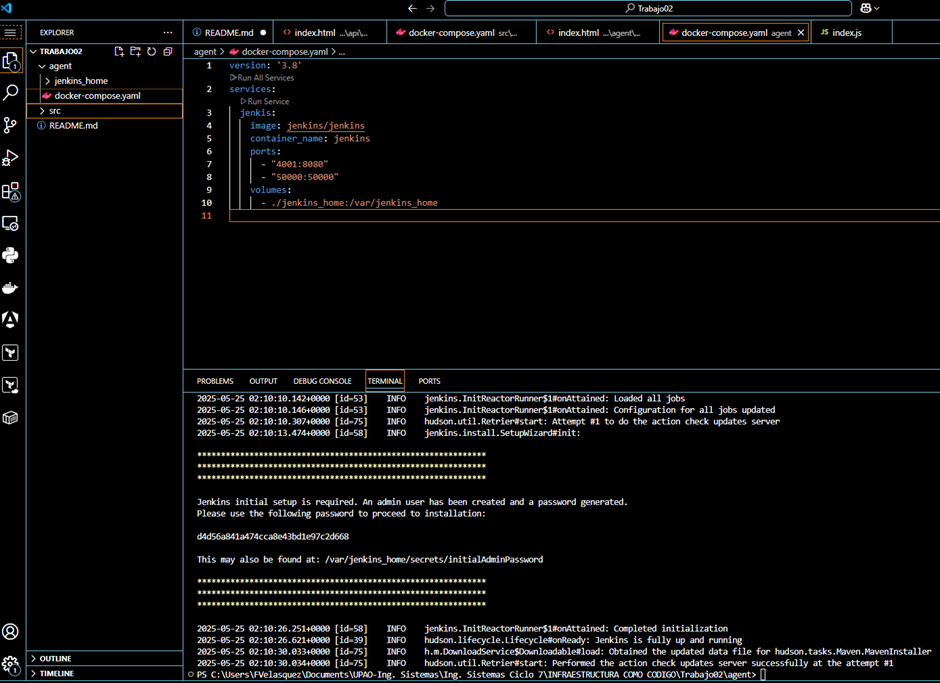 Trabajo02
EXPLORER
README.md
index.html ...\api\...
docker-compose.yaml src\...
index.html ...\agent\...
docker-compose.yaml agent
JS index.js
TRABAJO02
agent
jenkins_home
docker-compose.yaml
src
README.md
agent > docker-compose.yaml > ...
1 version: '3.8'
Run All Services
2 services:
Run Service
3 jenkis:
4 image: jenkins/jenkins
5 container_name: jenkins
6 ports:
7 - "4001:8080"
8 - "50000:50000"
9 volumes:
10 - ./jenkins_home:/var/jenkins_home
11
PROBLEMS OUTPUT DEBUG CONSOLE TERMINAL PORTS
2025-05-25 02:10:10.142+0000 [id=53] INFO jenkins.InitReactorRunner$1#onAttained: Loaded all jobs
2025-05-25 02:10:10.146+0000 [id=53] INFO jenkins.InitReactorRunner$1#onAttained: Configuration for all jobs updated
2025-05-25 02:10:10.307+0000 [id=75] INFO hudson.util.Retrier#start: Attempt #1 to do the action check updates server
2025-05-25 02:10:13.474+0000 [id=58] INFO jenkins.install.SetupWizard#init:
*************************************************************
*************************************************************
*************************************************************
Jenkins initial setup is required. An admin user has been created and a password generated.
Please use the following password to proceed to installation:
d4d56a841a474cca8e43bd1e97c2d668
This may also be found at: /var/jenkins_home/secrets/initialAdminPassword
*************************************************************
*************************************************************
*************************************************************
2025-05-25 02:10:26.251+0000 [id=58] INFO jenkins.InitReactorRunner$1#onAttained: Completed initialization
2025-05-25 02:10:26.621+0000 [id=39] INFO hudson.lifecycle.Lifecycle#onReady: Jenkins is fully up and running
2025-05-25 02:10:30.033+0000 [id=75] INFO h.m.DownloadService$Downloadable#load: Obtained the updated data file for hudson.tasks.Maven.MavenInstaller
2025-05-25 02:10:30.034+0000 [id=75] INFO hudson.util.Retrier#start: Performed the action check updates server successfully at the attempt #1
PS C:\Users\FVelasquez\Documents\UPAO-Ing. Sistemas\Ing. Sistemas Ciclo 7\INFRAESTRUCTURA COMO CODIGO\Trabajo02\agent>
OUTLINE
TIMELINE
1
1